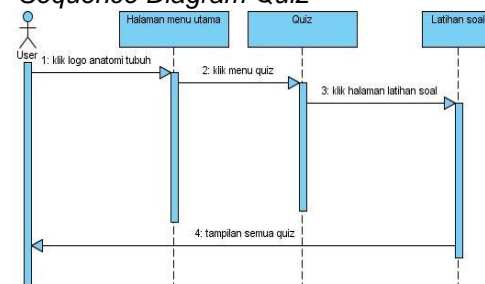 Sequence Diagram Quiz
Halaman menu utama
Quiz
Latihan soal
User
1: klik logo anatomi tubuh
2: klik menu quiz
3: klik halaman latihan soal
4: tampilan semua quiz